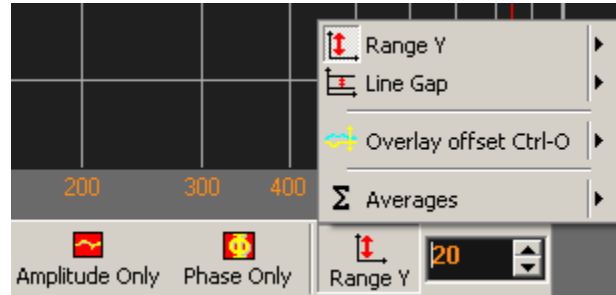 Range Y
Line Gap
Overlay offset Ctrl-O
Σ Averages
200 300 400
Amplitude Only Phase Only Range Y 20